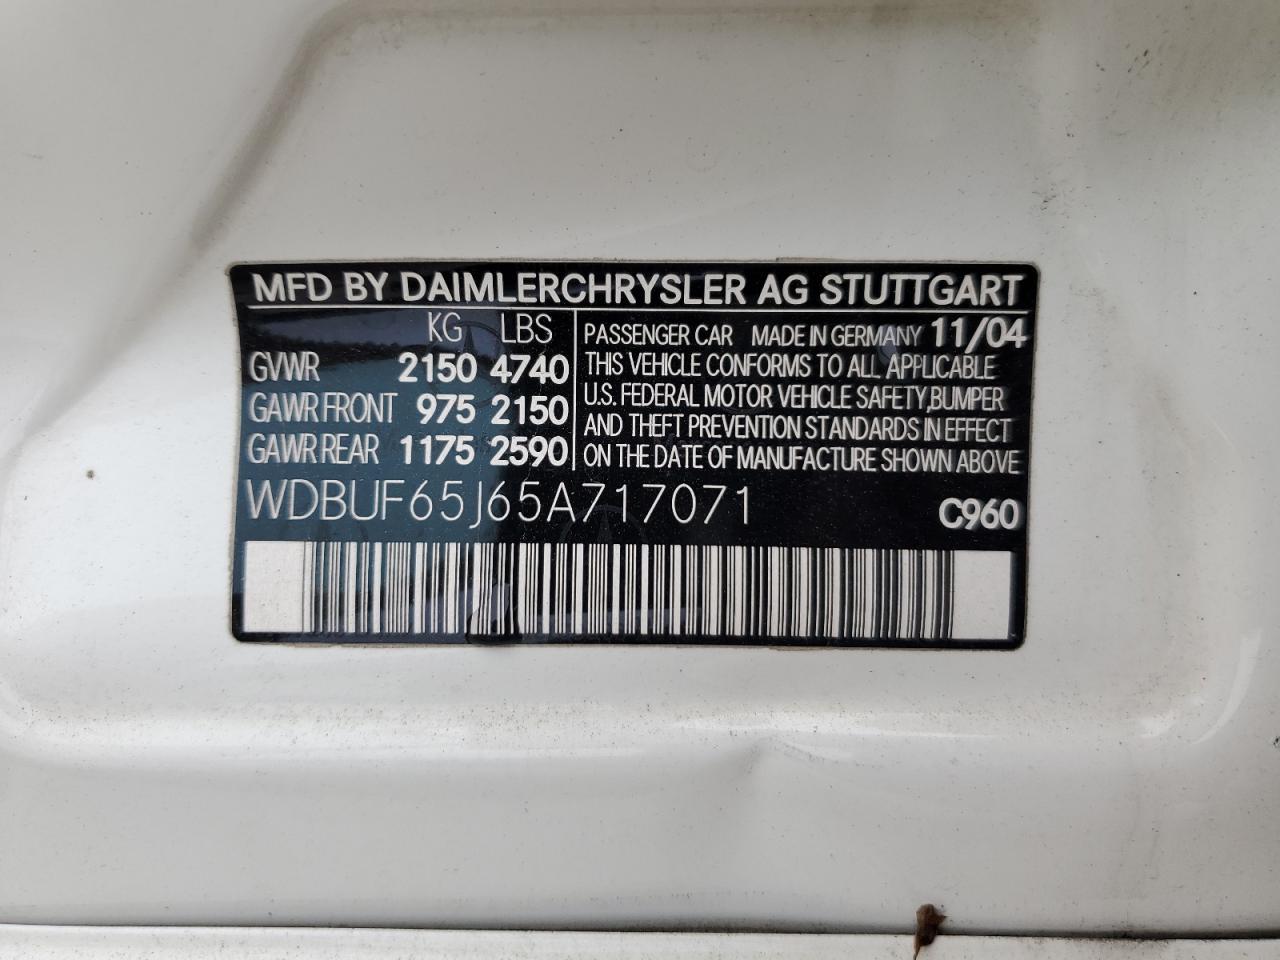 MFD BY DAIMLERCHRYSLER AG STUTTGART
KG LBS
GVWR 2150 4740
GAWR FRONT 975 2150
GAWR REAR 1175 2590
PASSENGER CAR MADE IN GERMANY 11/04
THIS VEHICLE CONFORMS TO ALL APPLICABLE
U.S. FEDERAL MOTOR VEHICLE SAFETY,BUMPER
AND THEFT PREVENTION STANDARDS IN EFFECT
ON THE DATE OF MANUFACTURE SHOWN ABOVE
WDBUF65J65A717071 C960